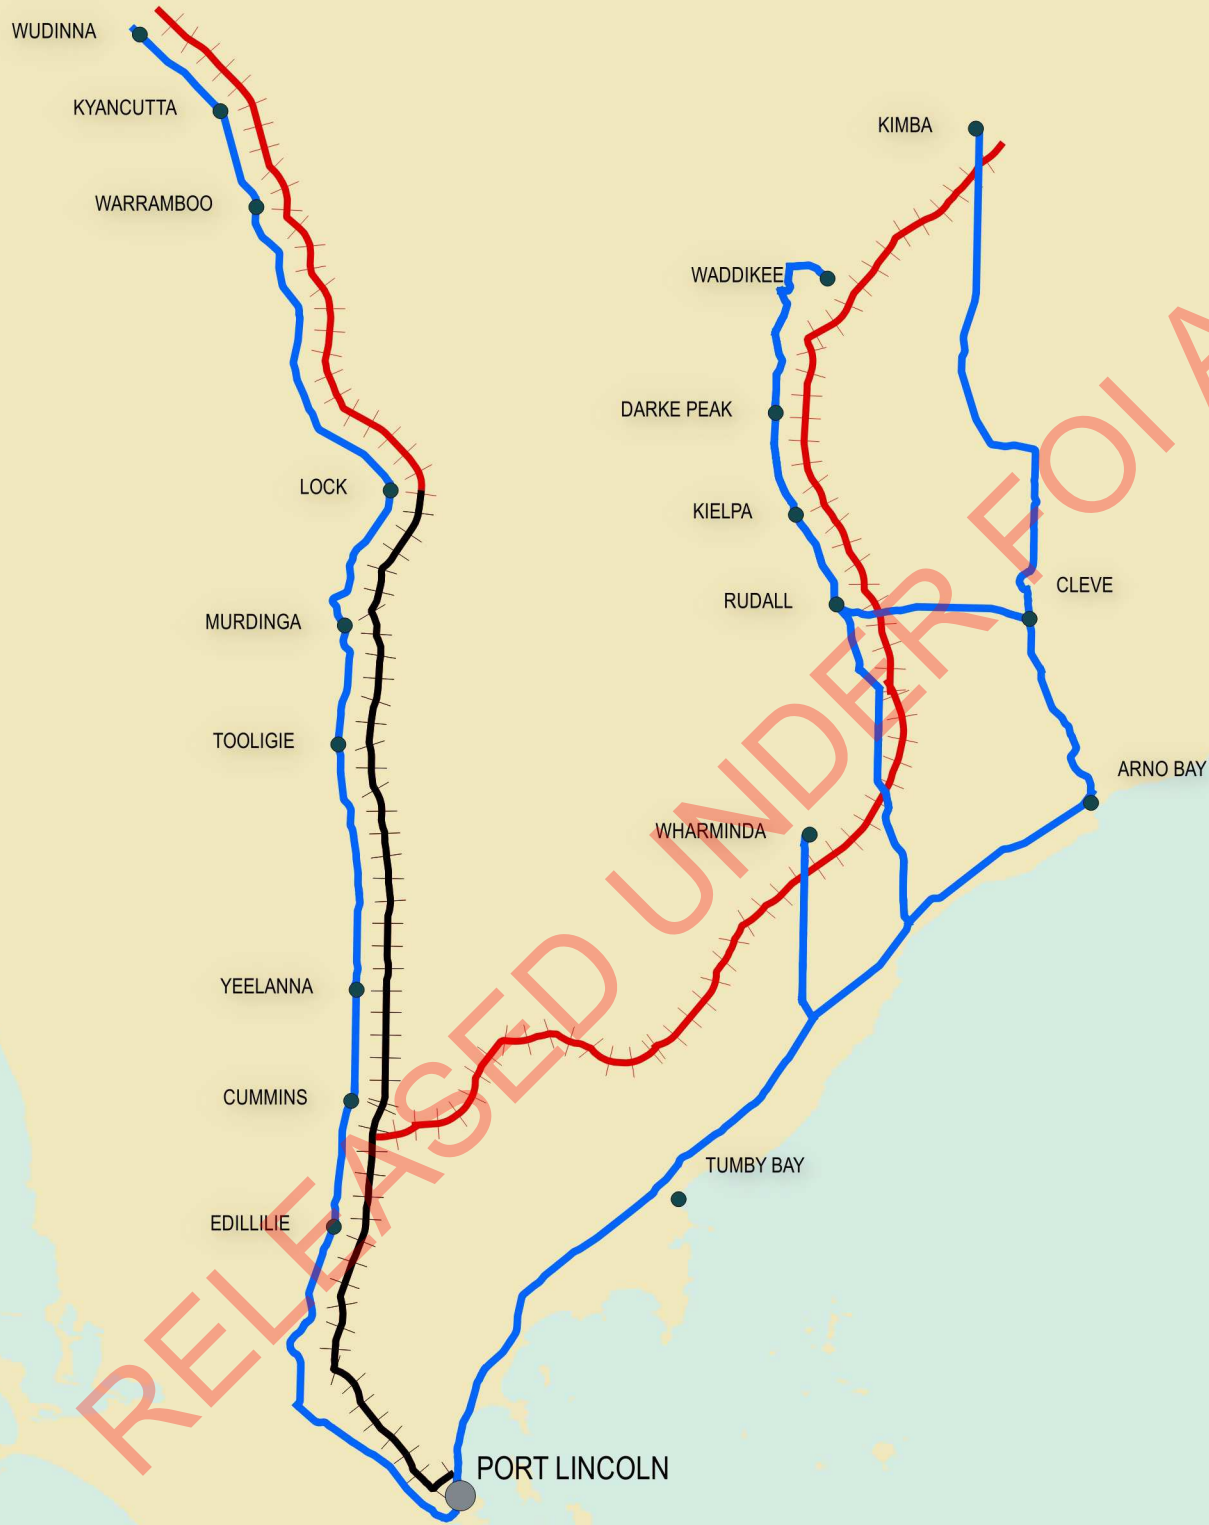 WUDINNA
KYANCUTTA
KIMBA
WARRAMBOO
WADDIKEE
DARKE PEAK
LOCK
KIELPA
CLEVE
RUDALL
MURDINGA
TOOLIGIE
ARNO BAY
WHARMINDA
YEELANNA
CUMMINS
TUMBY BAY
EDILLILIE
PORT LINCOLN
RELEASED UNDER FOI A